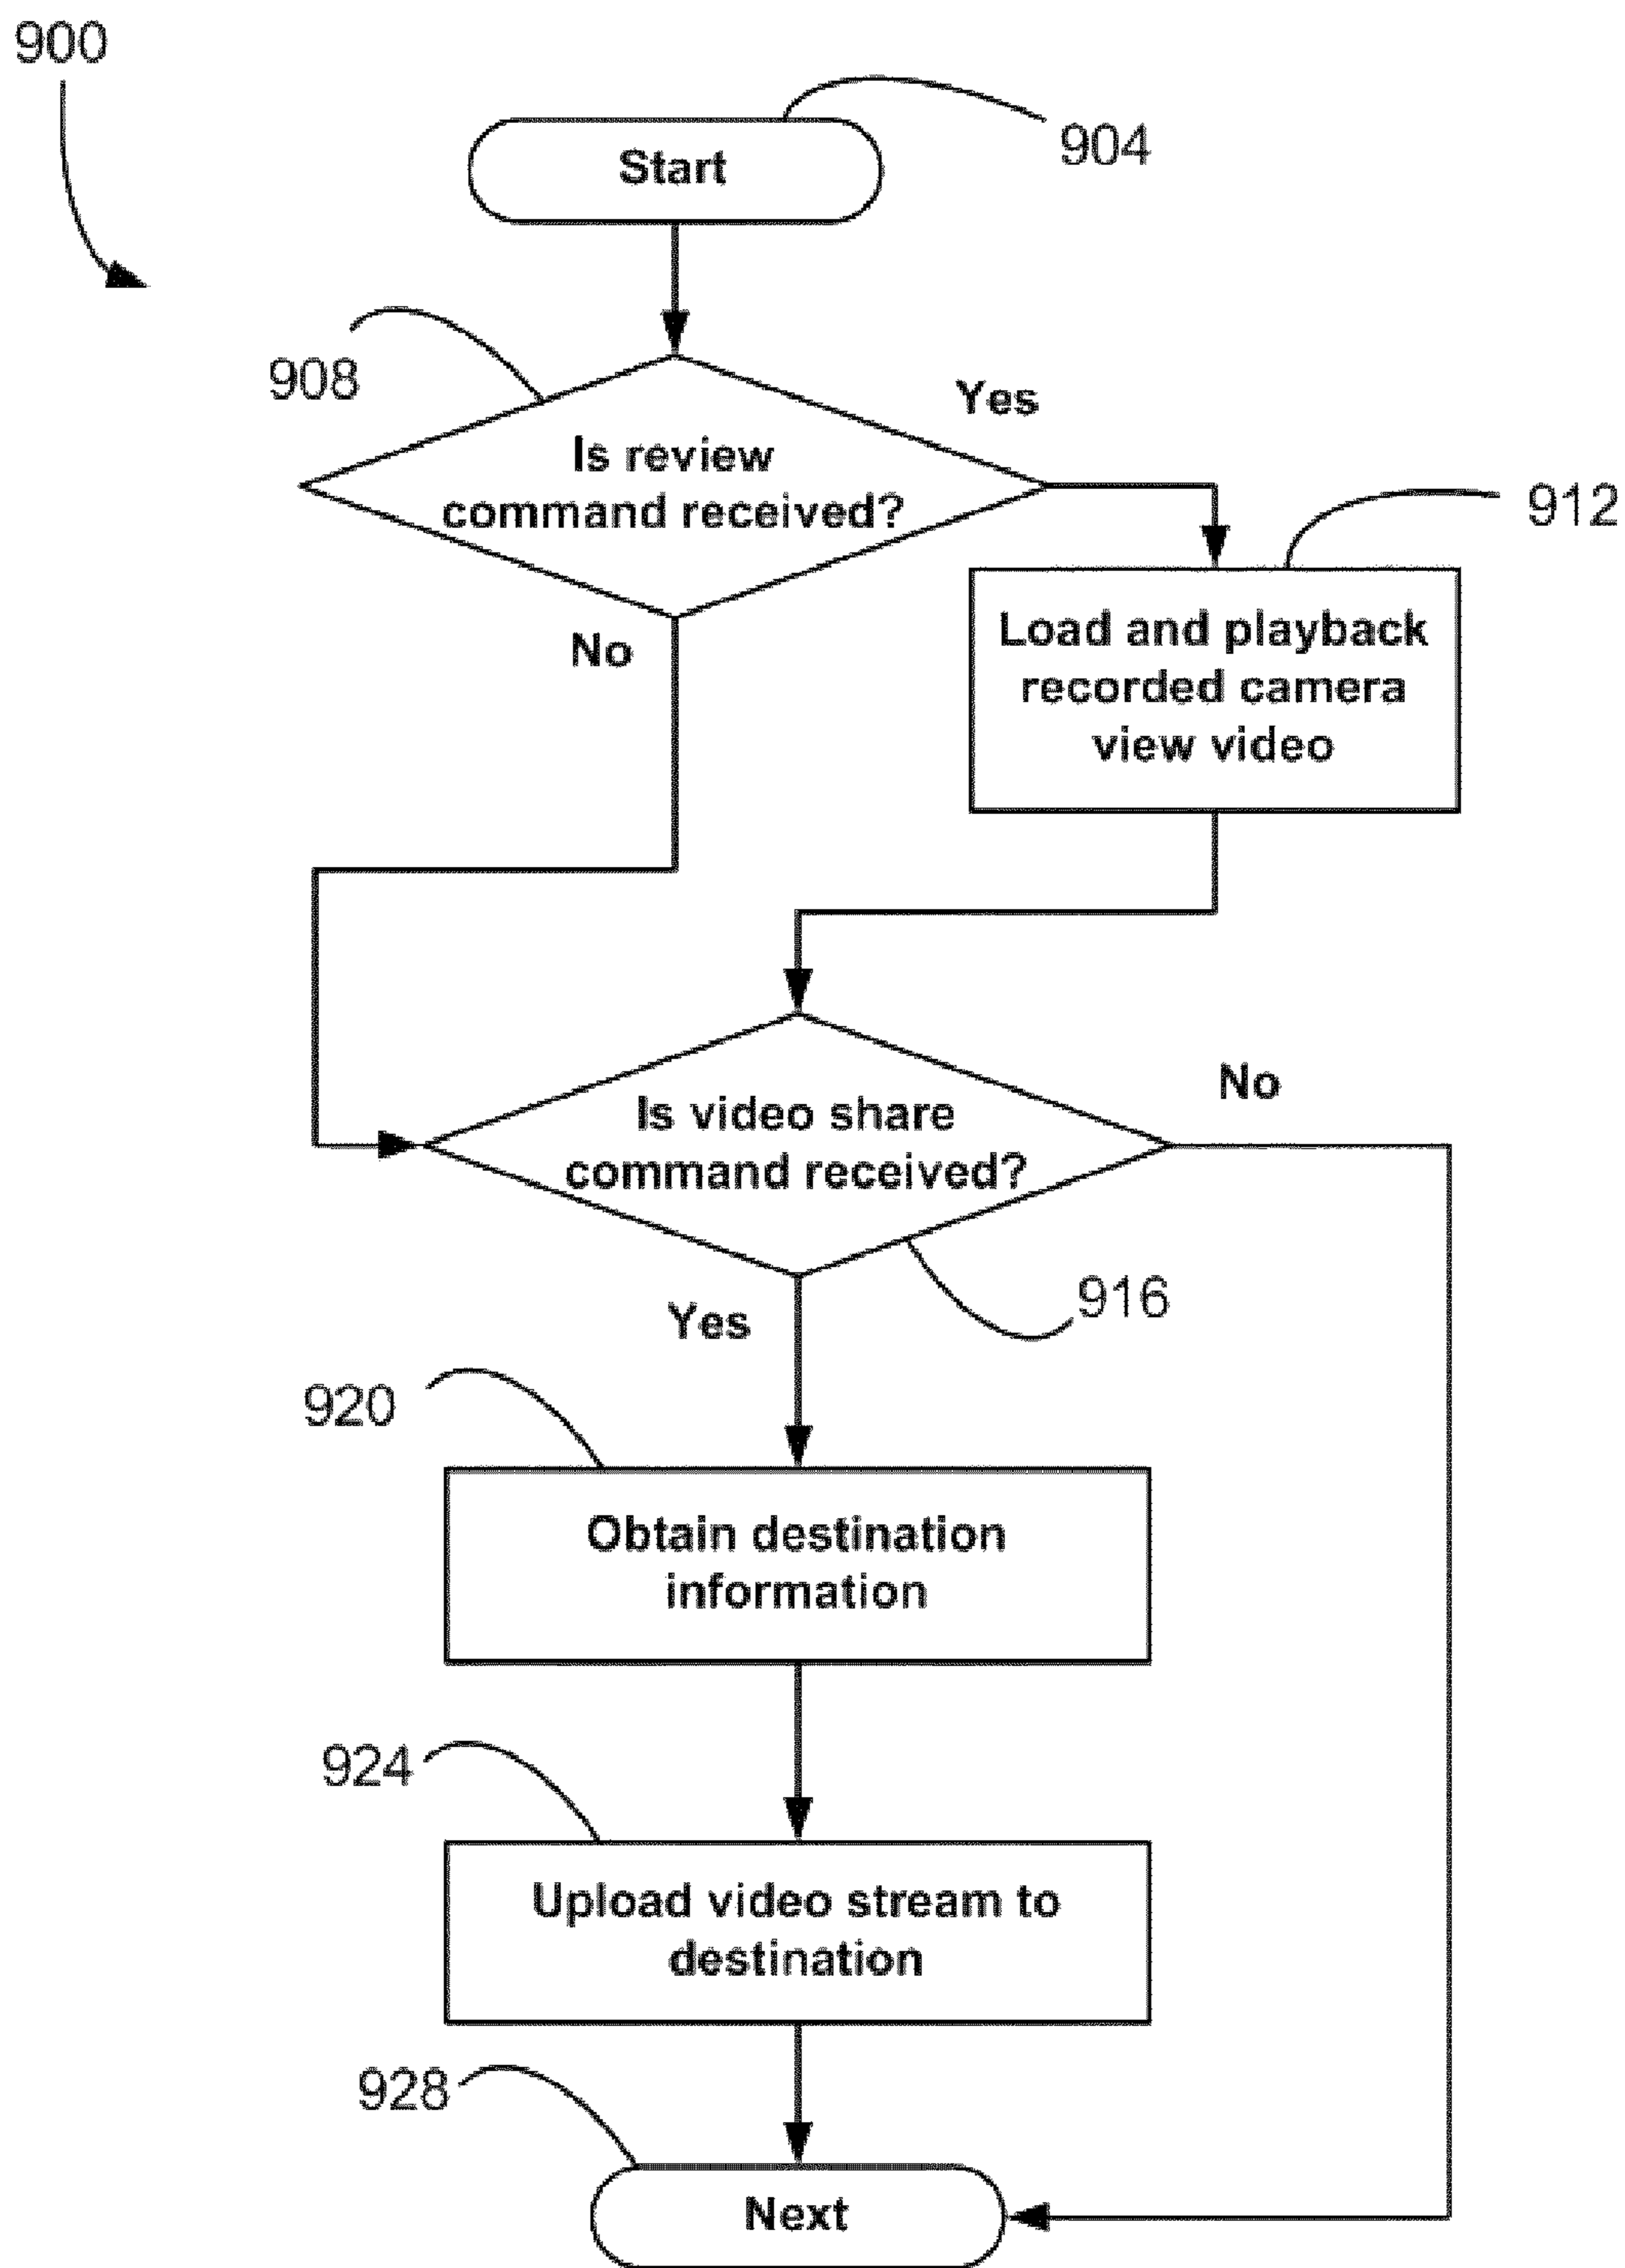 900
Start
904
908
Yes
Is review
command received?
912
No
Load and playback
recorded camera
view video
Is video share
command received?
No
916
Yes
920
Obtain destination
information
924
Upload video stream to
destination
928
Next